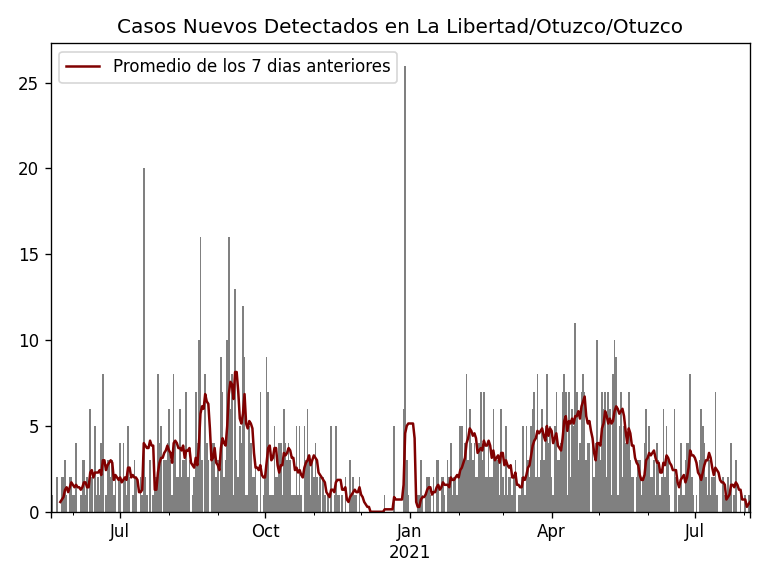 Casos Nuevos Detectados en La Libertad/Otuzco/Otuzco
Promedio de los 7 dias anteriores
25
20
15
10
5
0
Jul
Oct
Jan
2021
Apr
Jul